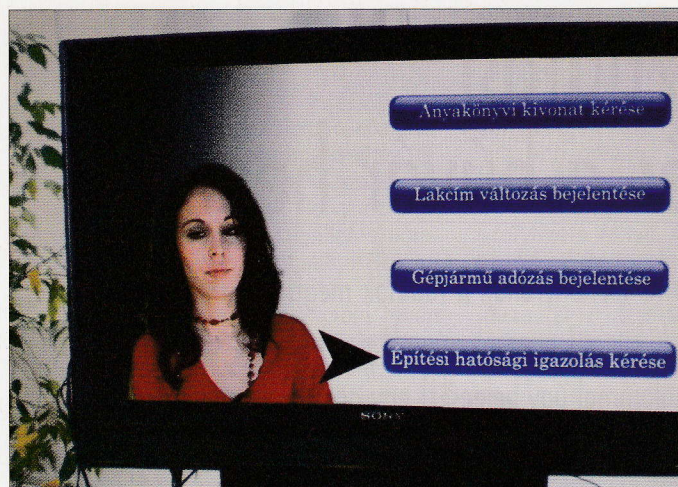 Anyakönyvi kivonat kérése
Lakcím változás bejelentése
Gépjármű adózás bejelentése
Építési hatósági igazolás kérése
SONY